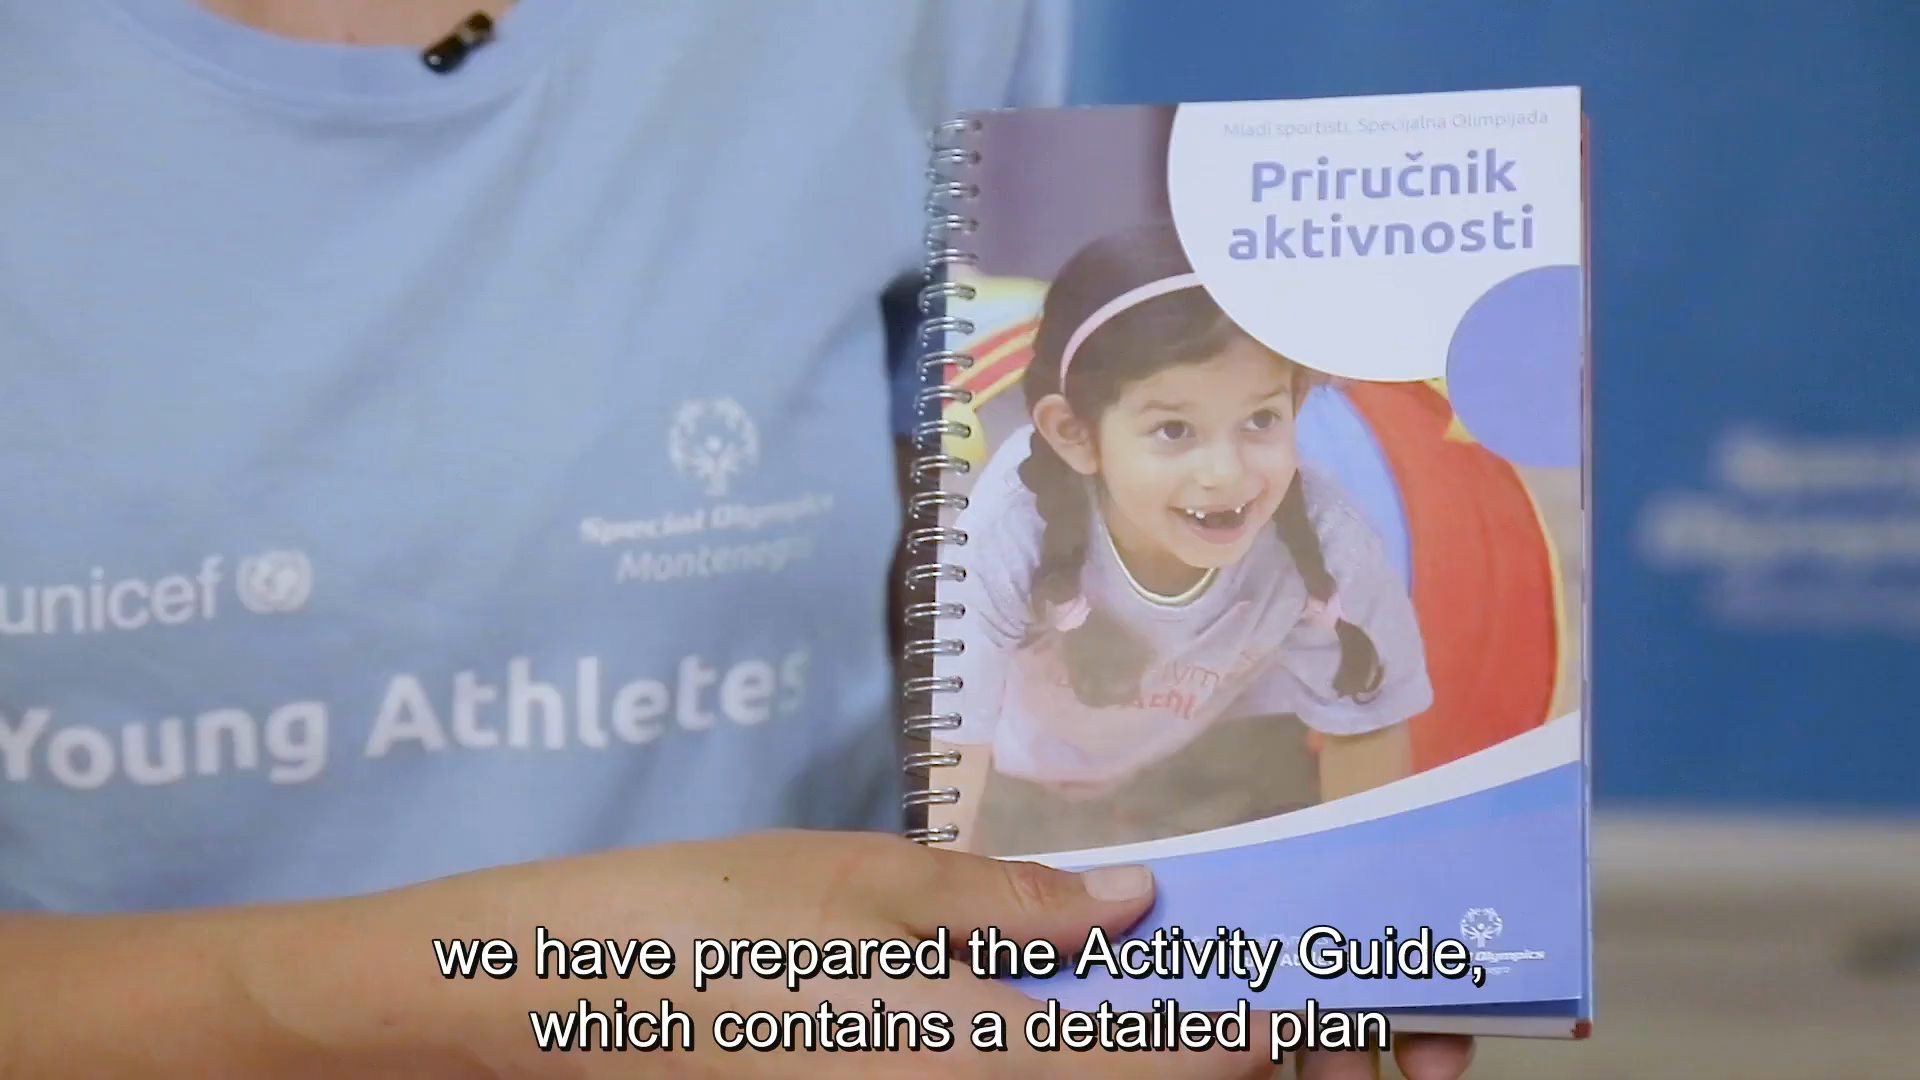 Mladi sportisti, Specijalna Olimpijada
Priručnik
aktivnosti
Special Olympics
Montenegro
unicef
Young Athletes
Olympics
we have prepared the Activity Guide,
which contains a detailed plan